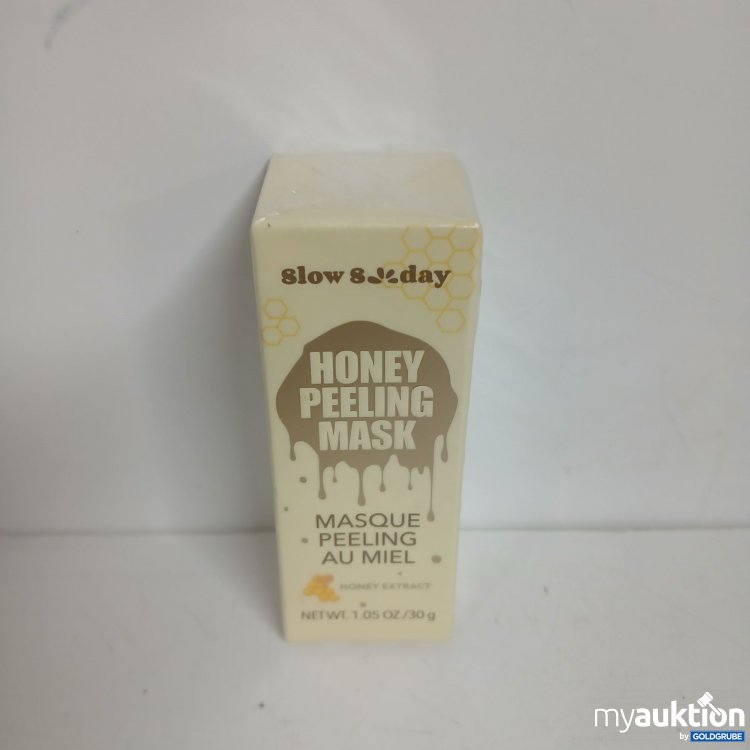 Slow Sunday
HONEY
PEELING
MASK
MASQUE
PEELING
AU MIEL
HONEY EXTRACT
NET WT. 1.05 OZ./30 g
myauktion
by GOLDGRUBE